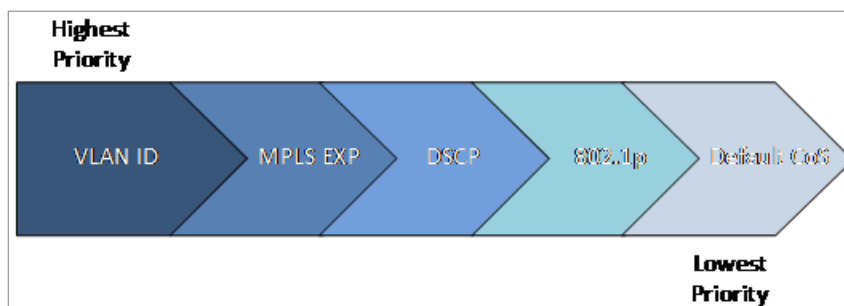 Highest
Priority
VLAN ID
MPLS EXP
DSCP
802.1p
Default CoS
Lowest
Priority